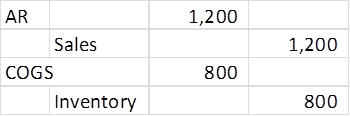 AR 1,200
Sales 1,200
COGS 800
Inventory 800